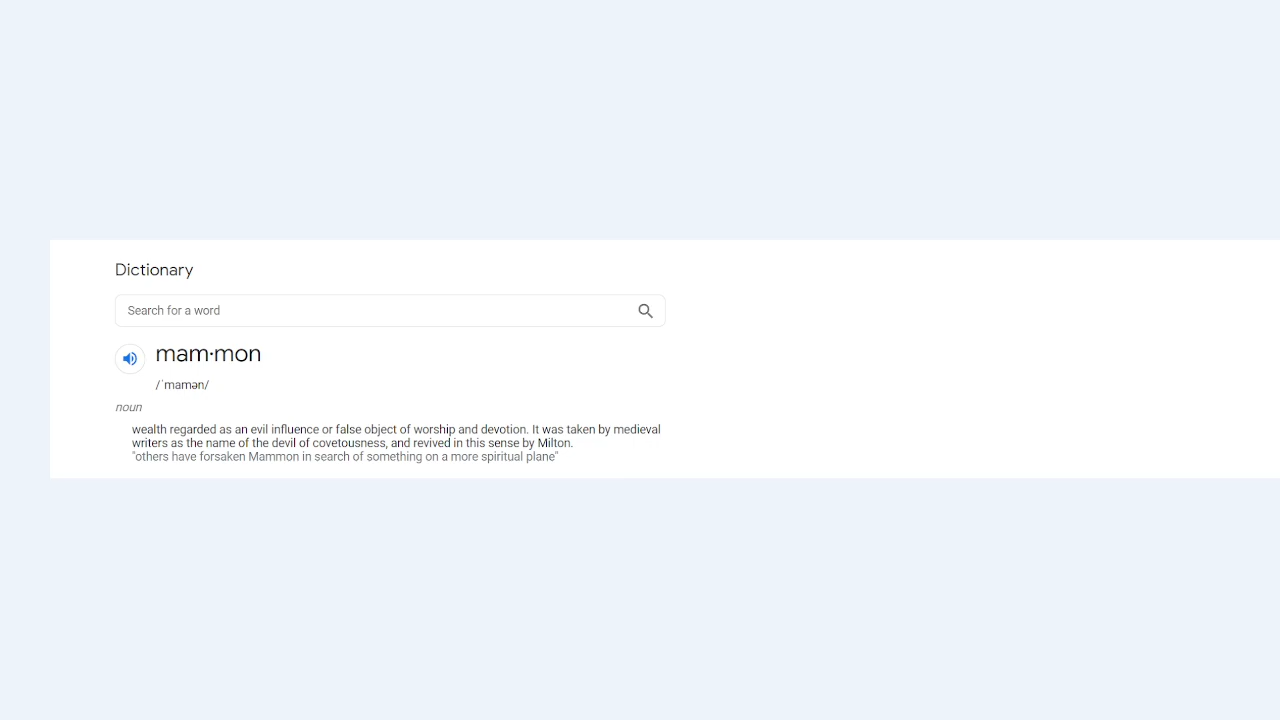 Dictionary
Search for a word
mam·mon
/ˈmamən/
noun
wealth regarded as an evil influence or false object of worship and devotion. It was taken by medieval
writers as the name of the devil of covetousness, and revived in this sense by Milton.
"others have forsaken Mammon in search of something on a more spiritual plane"